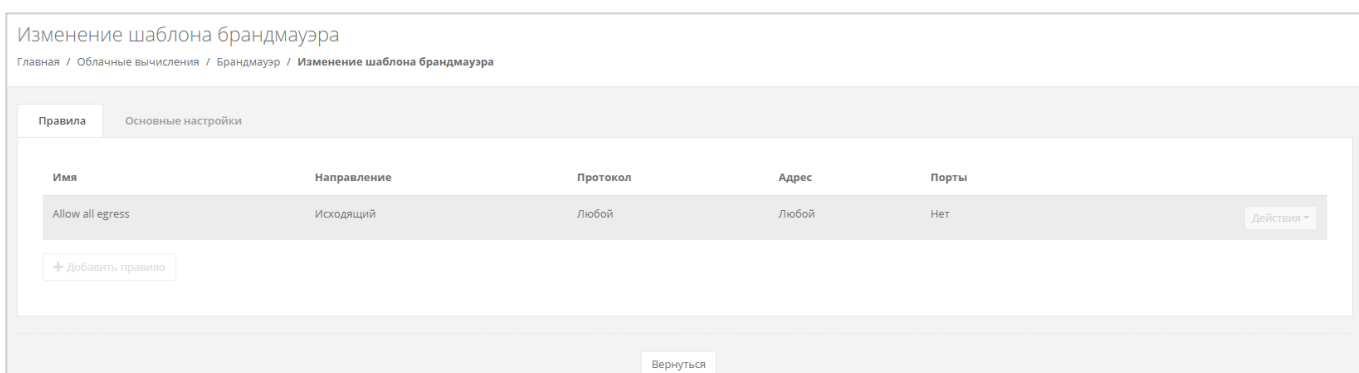 Изменение шаблона брандмауэра
Главная / Облачные вычисления / Брандмауэр / Изменение шаблона брандмауэра
Правила Основные настройки
Имя Направление Протокол Адрес Порты
Allow all egress Исходящий Любой Любой Нет Действия
+ Добавить правило
Вернуться